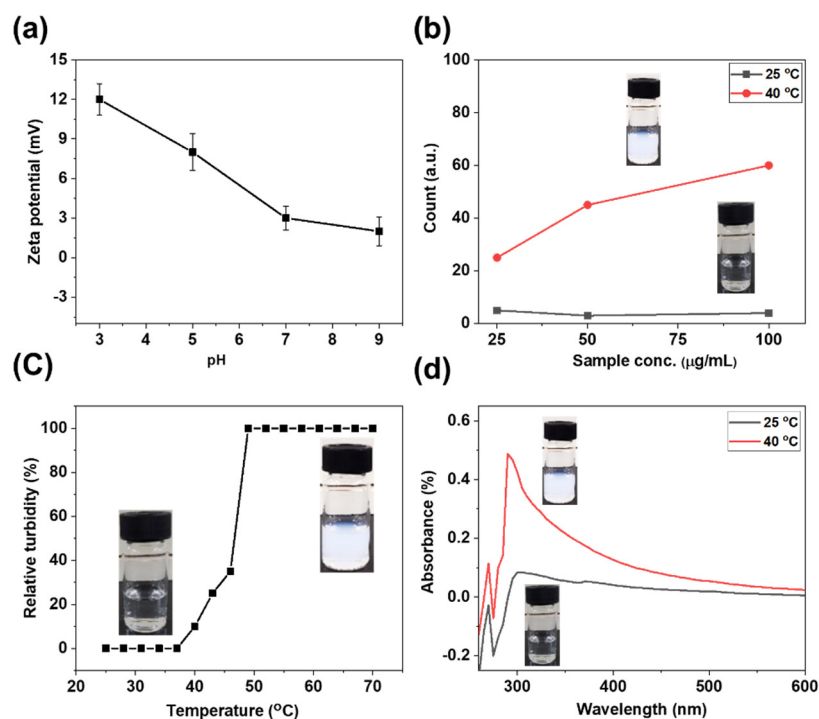 (a)
Zeta potential (mV)
15
12
9
6
3
0
-3
3 4 5 6 7 8 9
pH
(b)
Count (a.u.)
100
80
60
40
20
0
25 50 75 100
Sample conc. (μg/mL)
25 °C
40 °C
(C)
Relative turbidity (%)
100
80
60
40
20
0
20 30 40 50 60 70
Temperature (°C)
(d)
Absorbance (%)
0.6
0.4
0.2
0.0
-0.2
300 400 500 600
Wavelength (nm)
25 °C
40 °C